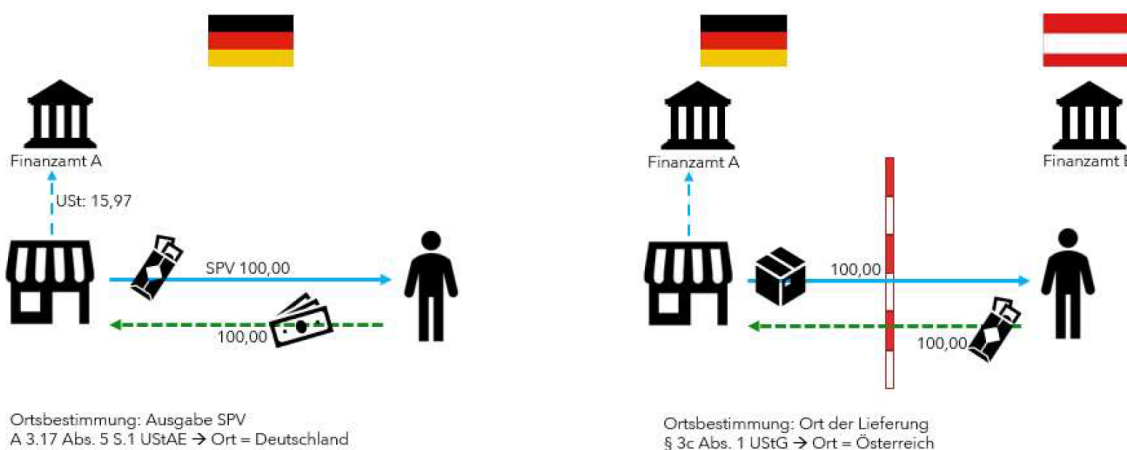 Finanzamt A
USt: 15,97
SPV 100,00
100,00
Ortsbestimmung: Ausgabe SPV
A 3.17 Abs. 5 S.1 UStAE → Ort = Deutschland
Finanzamt A
Finanzamt E
100,00
100,00
Ortsbestimmung: Ort der Lieferung
§ 3c Abs. 1 UStG → Ort = Österreich